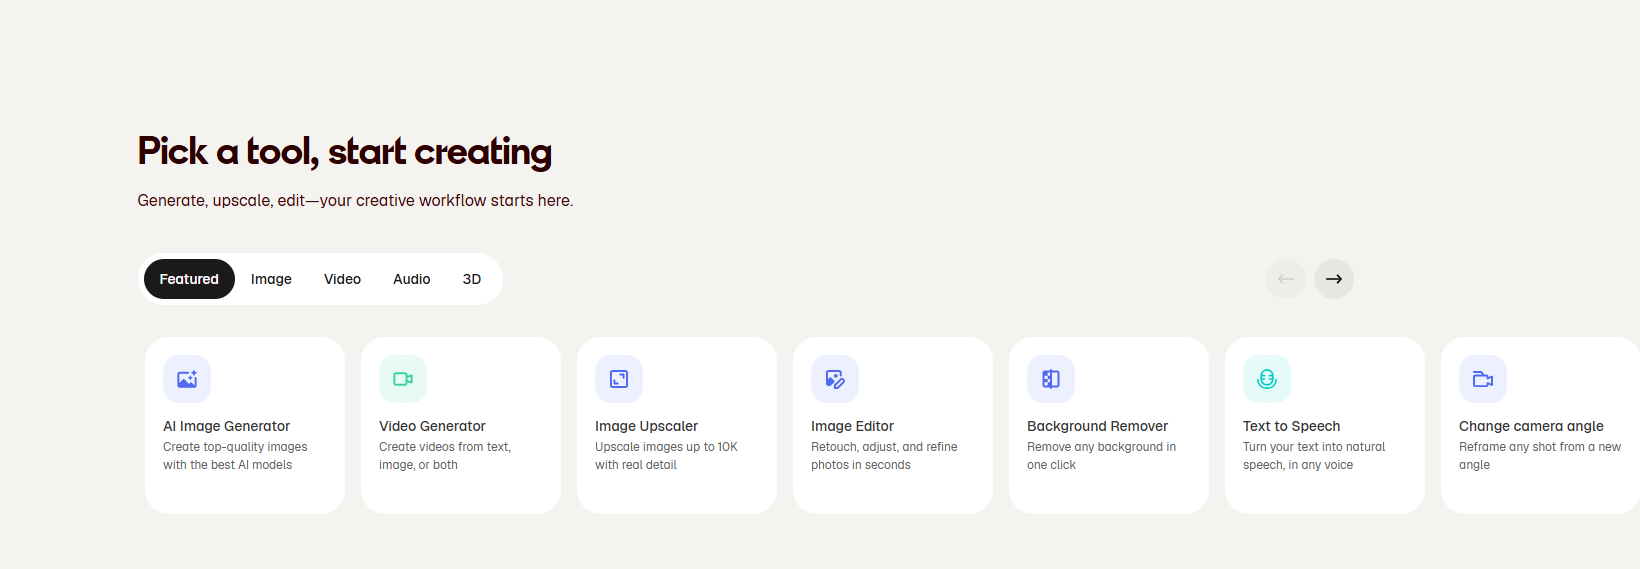 Pick a tool, start creating
Generate, upscale, edit—your creative workflow starts here.
Featured Image Video Audio 3D
AI Image Generator
Create top-quality images
with the best AI models
Video Generator
Create videos from text,
image, or both
Image Upscaler
Upscale images up to 10K
with real detail
Image Editor
Retouch, adjust, and refine
photos in seconds
Background Remover
Remove any background in
one click
Text to Speech
Turn your text into natural
speech, in any voice
Change camera angle
Reframe any shot from a new
angle